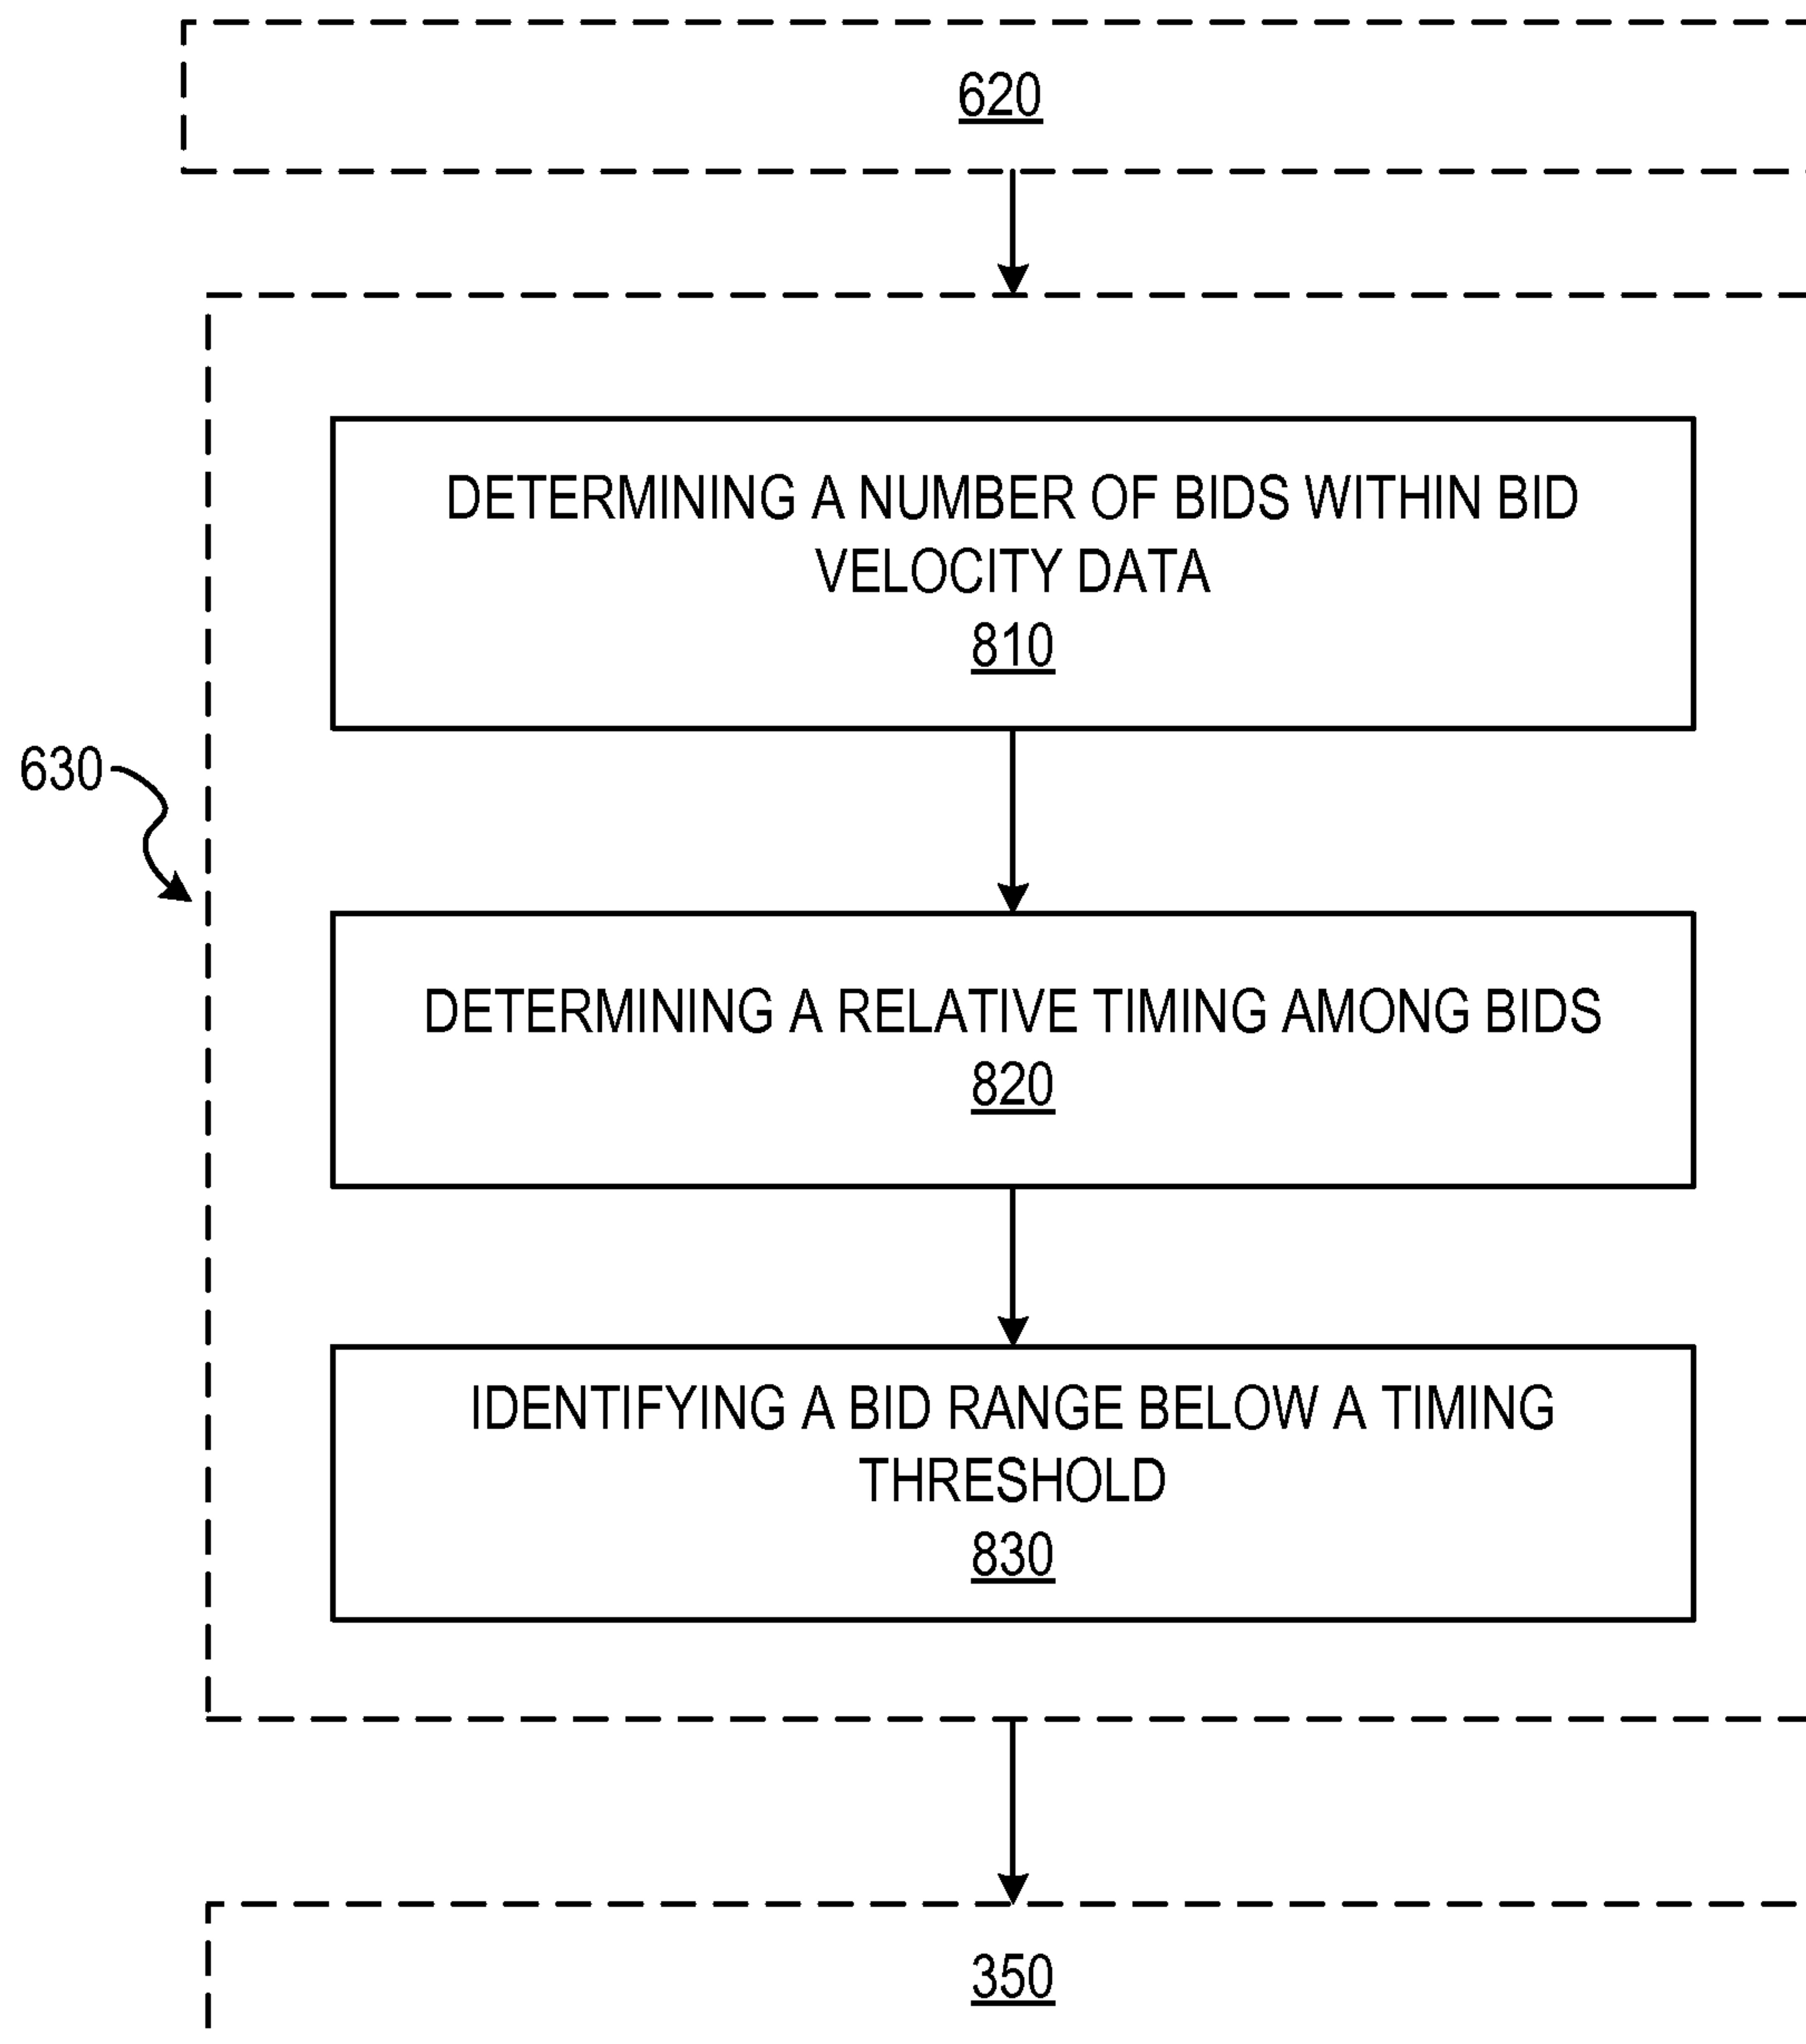 620
DETERMINING A NUMBER OF BIDS WITHIN BID
VELOCITY DATA
810
630
DETERMINING A RELATIVE TIMING AMONG BIDS
820
IDENTIFYING A BID RANGE BELOW A TIMING
THRESHOLD
830
350